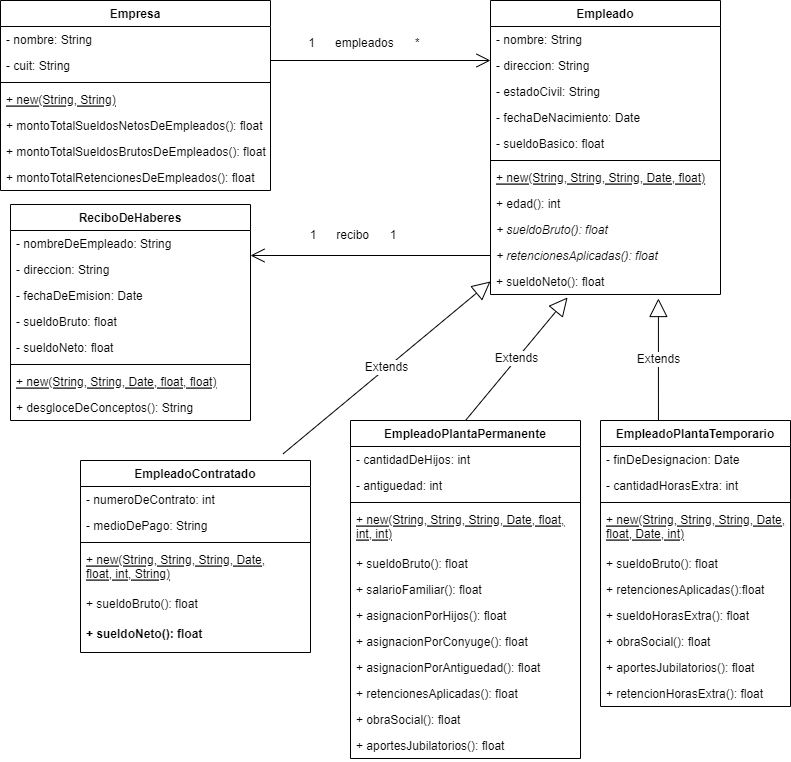 Empresa
- nombre: String
- cuit: String
+ new(String, String)
+ montoTotalSueldosNetosDeEmpleados(): float
+ montoTotalSueldosBrutosDeEmpleados(): float
+ montoTotalRetencionesDeEmpleados(): float
1 empleados *
Empleado
- nombre: String
- direccion: String
- estadoCivil: String
- fechaDeNacimiento: Date
- sueldoBasico: float
+ new(String, String, String, Date, float)
+ edad(): int
+ sueldoBruto(): float
+ retencionesAplicadas(): float
+ sueldoNeto(): float
ReciboDeHaberes
- nombreDeEmpleado: String
- direccion: String
- fechaDeEmision: Date
- sueldoBruto: float
- sueldoNeto: float
+ new(String, String, Date, float, float)
+ desgloceDeConceptos(): String
1 recibo 1
Extends
Extends
Extends
EmpleadoContratado
- numeroDeContrato: int
- medioDePago: String
+ new(String, String, String, Date,
float, int, String)
+ sueldoBruto(): float
+ sueldoNeto(): float
EmpleadoPlantaPermanente
- cantidadDeHijos: int
- antiguedad: int
+ new(String, String, String, Date, float,
int, int)
+ sueldoBruto(): float
+ salarioFamiliar(): float
+ asignacionPorHijos(): float
+ asignacionPorConyuge(): float
+ asignacionPorAntiguedad(): float
+ retencionesAplicadas(): float
+ obraSocial(): float
+ aportesJubilatorios(): float
EmpleadoPlantaTemporario
- finDeDesignacion: Date
- cantidadHorasExtra: int
+ new(String, String, String, Date,
float, Date, int)
+ sueldoBruto(): float
+ retencionesAplicadas():float
+ sueldoHorasExtra(): float
+ obraSocial(): float
+ aportesJubilatorios(): float
+ retencionHorasExtra(): float